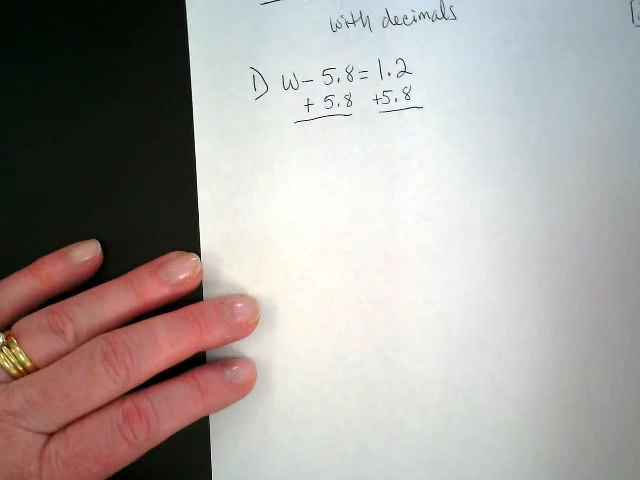 with decimals
1) w - 5.8 = 1.2
+ 5.8 +5.8